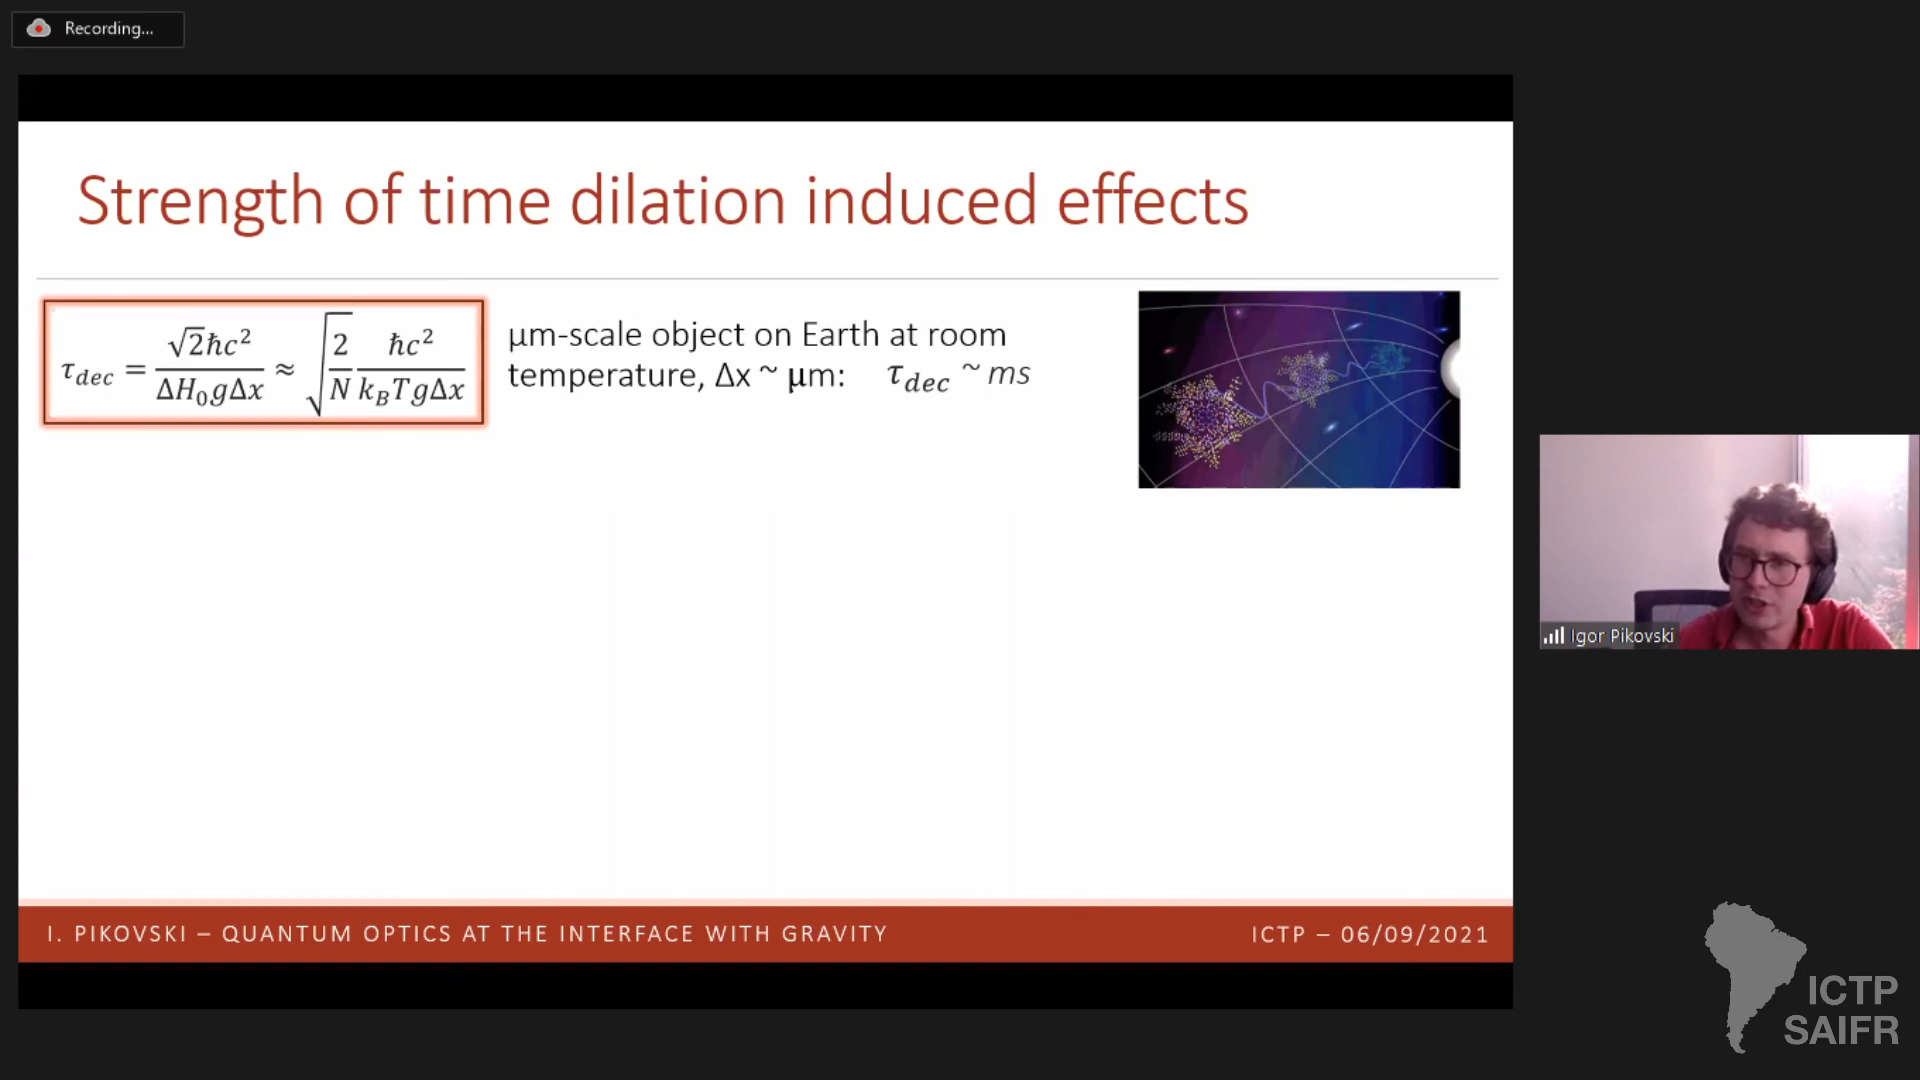 Recording...
Strength of time dilation induced effects
τ_dec = √2ħc² / ΔH₀gΔx ≈ √(2/N) ħc² / k_BTgΔx
μm-scale object on Earth at room
temperature, Δx ~ μm: τ_dec ~ ms
Igor Pikovski
I. PIKOVSKI – QUANTUM OPTICS AT THE INTERFACE WITH GRAVITY
ICTP – 06/09/2021
ICTP
SAIFR